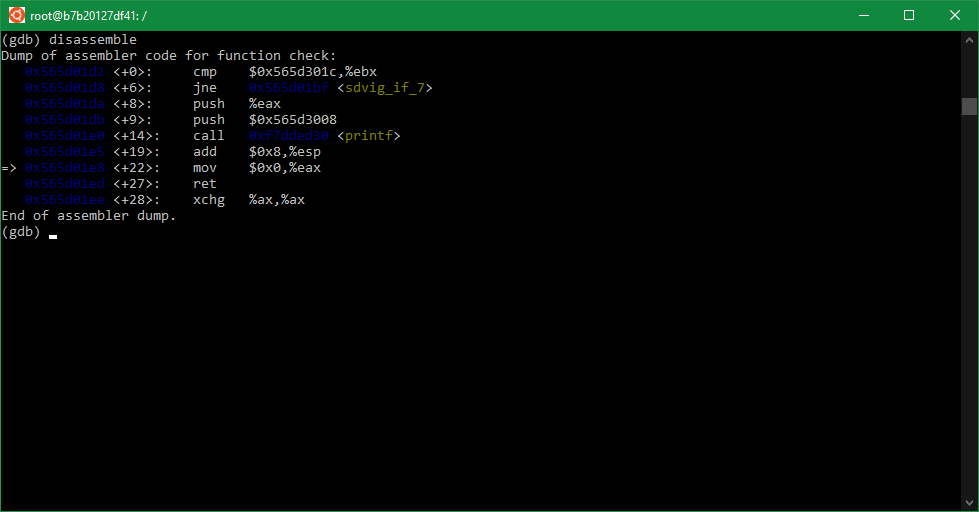 root@b7b20127df41: /
(gdb) disassemble
Dump of assembler code for function check:
   0x565d01d2 <+0>:     cmp    $0x565d301c,%ebx
   0x565d01d8 <+6>:     jne    0x565d01bf <sdvig_if_7>
   0x565d01da <+8>:     push   %eax
   0x565d01db <+9>:     push   $0x565d3008
   0x565d01e0 <+14>:    call   0xf7dded30 <printf>
   0x565d01e5 <+19>:    add    $0x8,%esp
=> 0x565d01e8 <+22>:    mov    $0x0,%eax
   0x565d01ed <+27>:    ret
   0x565d01ee <+28>:    xchg   %ax,%ax
End of assembler dump.
(gdb)